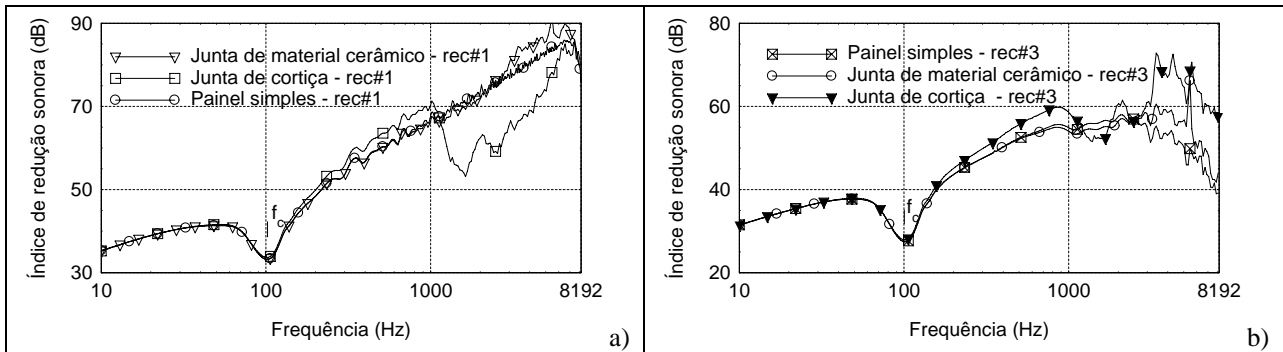 Índice de redução sonora (dB)
90
70
50
30
Junta de material cerâmico - rec#1
Junta de cortiça - rec#1
Painel simples - rec#1
f
c
10
100
1000
8192
Frequência (Hz)
a)
Índice de redução sonora (dB)
80
60
40
20
Painel simples - rec#3
Junta de material cerâmico - rec#3
Junta de cortiça - rec#3
f
c
10
100
1000
8192
Frequência (Hz)
b)